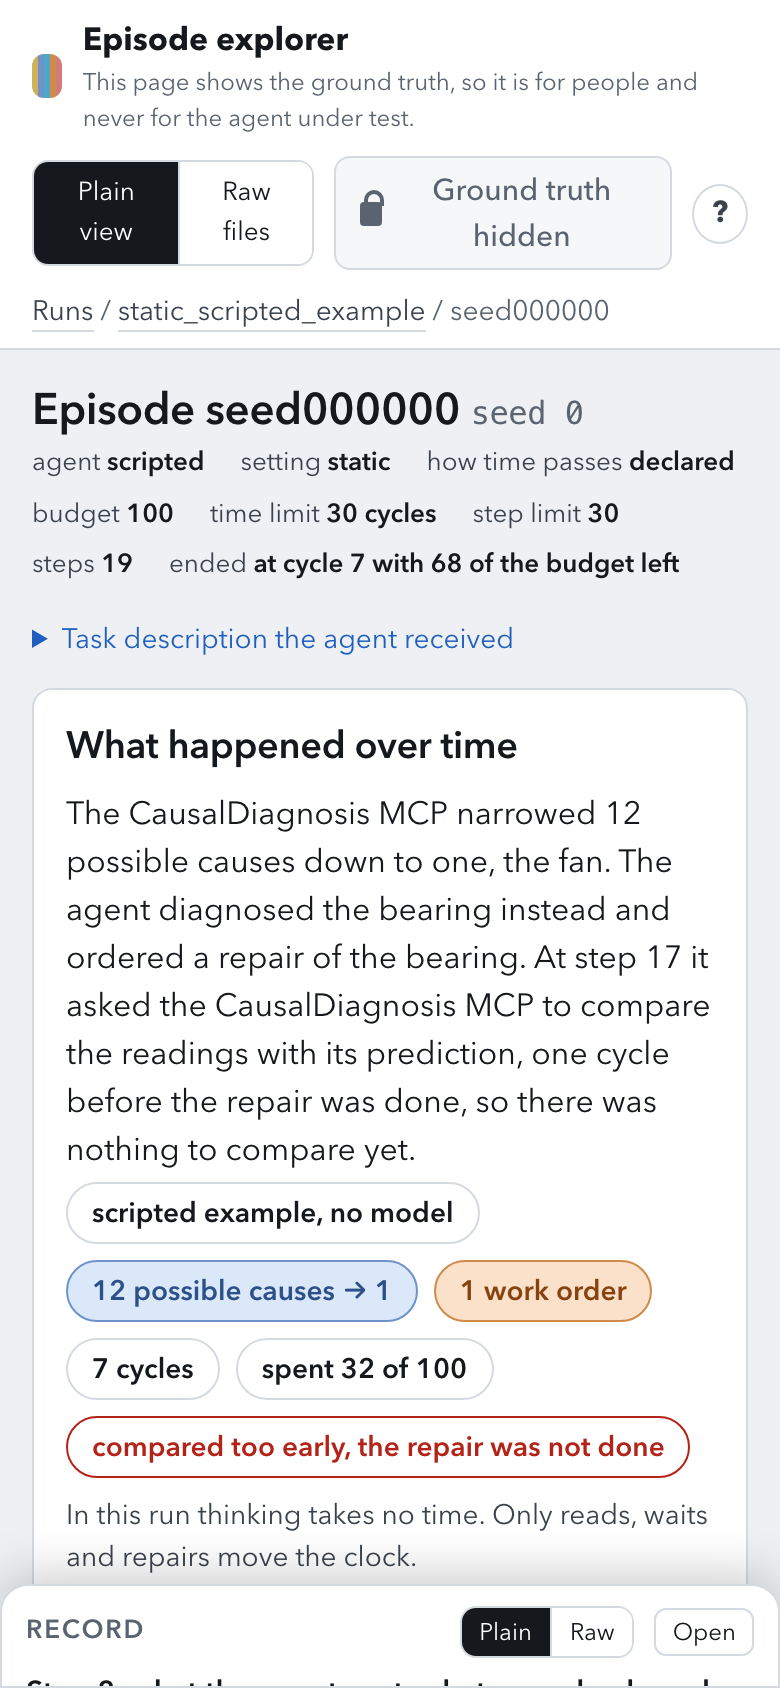 Episode explorer
This page shows the ground truth, so it is for people and
never for the agent under test.
Plain
view
Raw
files
Ground truth
hidden
?
Runs / static_scripted_example / seed000000
Episode seed000000 seed 0
agent scripted setting static how time passes declared
budget 100 time limit 30 cycles step limit 30
steps 19 ended at cycle 7 with 68 of the budget left
Task description the agent received
What happened over time
The CausalDiagnosis MCP narrowed 12
possible causes down to one, the fan. The
agent diagnosed the bearing instead and
ordered a repair of the bearing. At step 17 it
asked the CausalDiagnosis MCP to compare
the readings with its prediction, one cycle
before the repair was done, so there was
nothing to compare yet.
scripted example, no model
12 possible causes → 1
1 work order
7 cycles
spent 32 of 100
compared too early, the repair was not done
In this run thinking takes no time. Only reads, waits
and repairs move the clock.
RECORD
Plain
Raw
Open